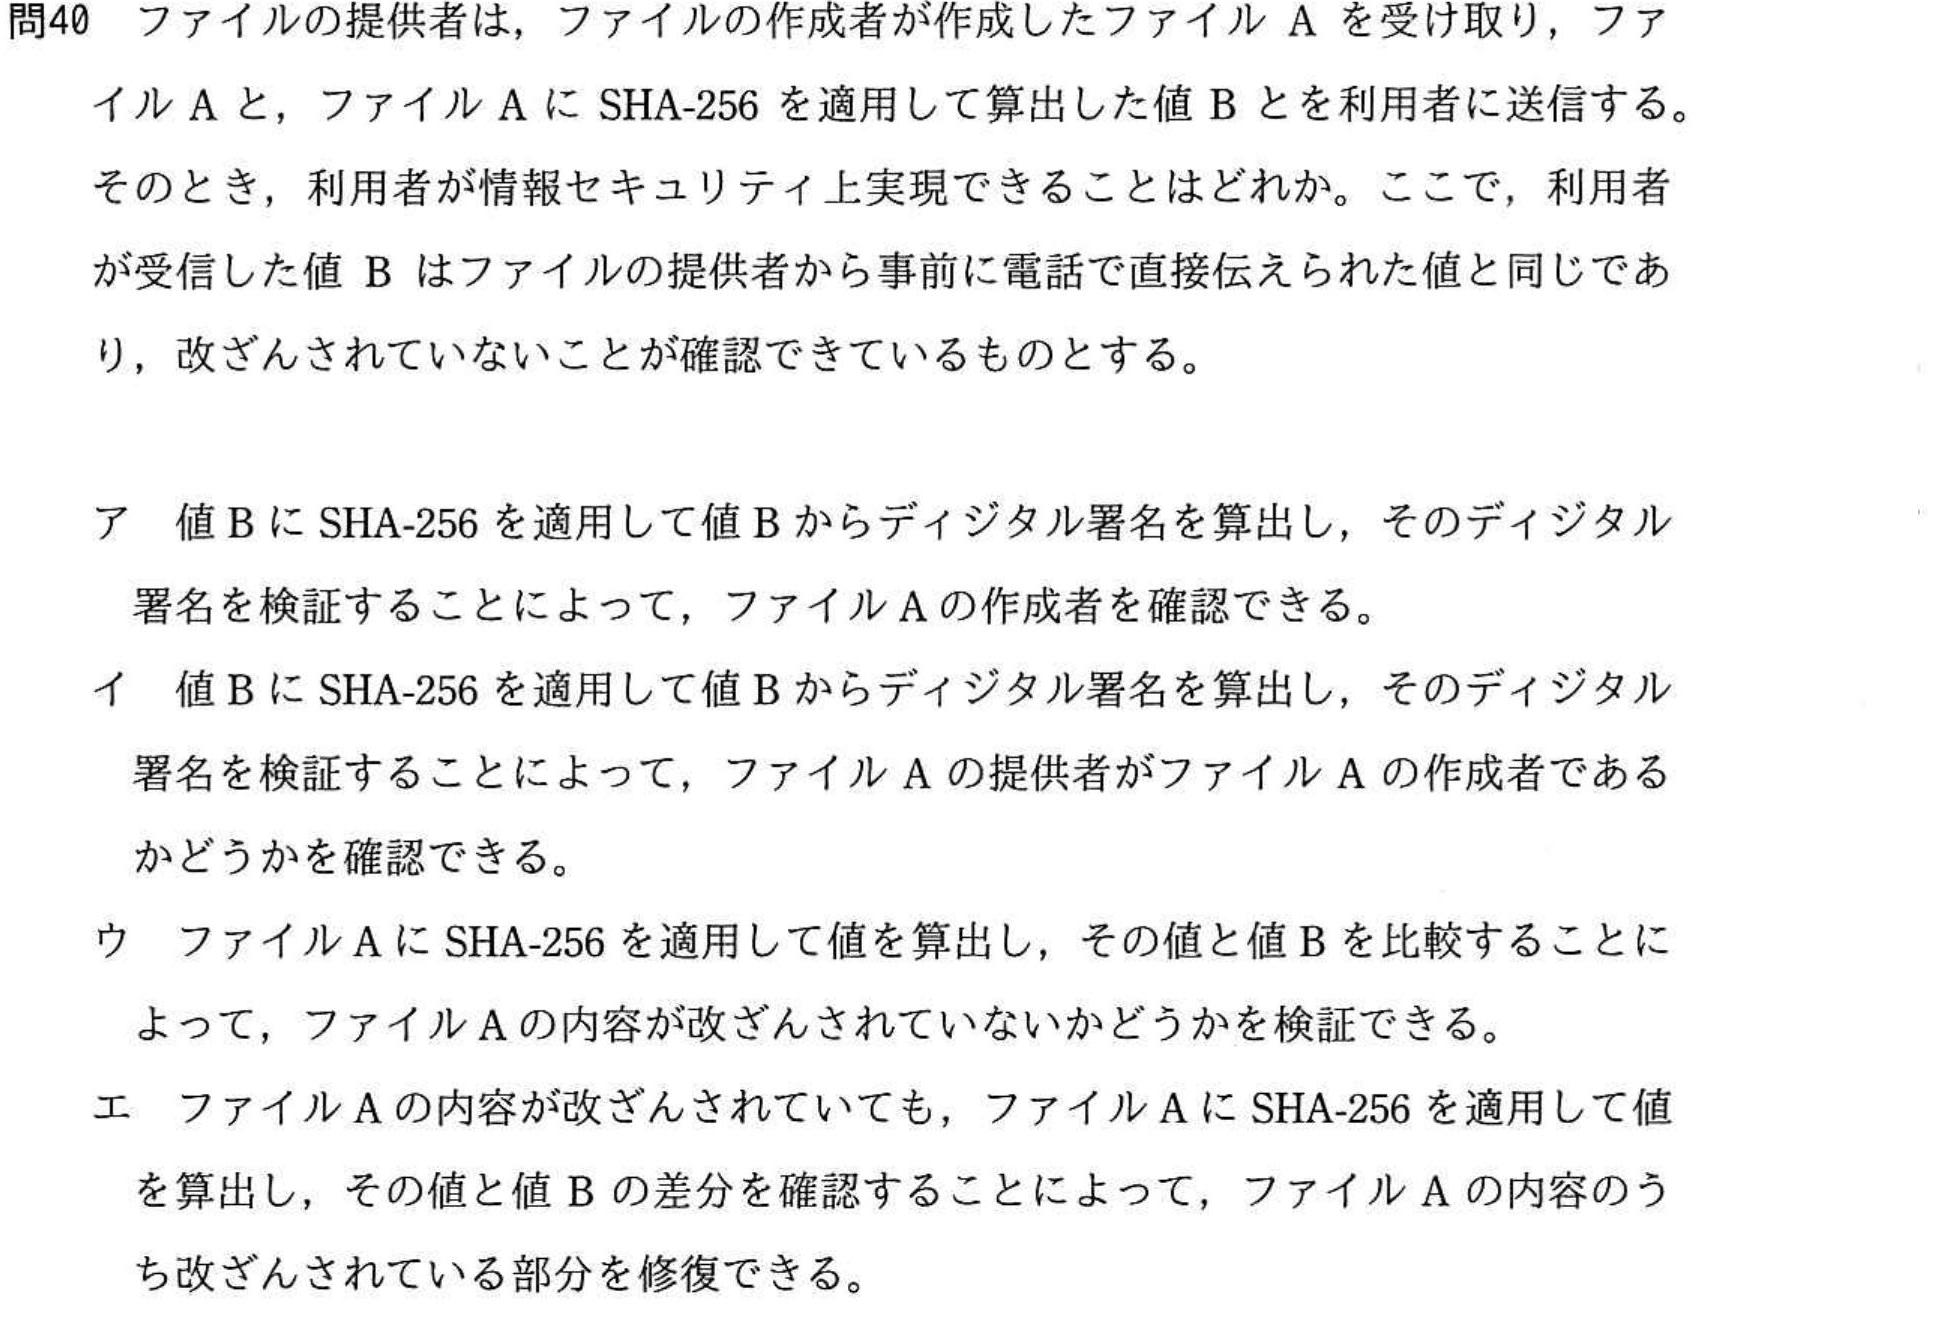 問40 ファイルの提供者は，ファイルの作成者が作成したファイル A を受け取り，ファ
イル A と，ファイル A に SHA-256 を適用して算出した値 B とを利用者に送信する。
そのとき，利用者が情報セキュリティ上実現できることはどれか。ここで，利用者
が受信した値 B はファイルの提供者から事前に電話で直接伝えられた値と同じであ
り，改ざんされていないことが確認できているものとする。
ア 値 B に SHA-256 を適用して値 B からディジタル署名を算出し，そのディジタル
署名を検証することによって，ファイル A の作成者を確認できる。
イ 値 B に SHA-256 を適用して値 B からディジタル署名を算出し，そのディジタル
署名を検証することによって，ファイル A の提供者がファイル A の作成者である
かどうかを確認できる。
ウ ファイル A に SHA-256 を適用して値を算出し，その値と値 B を比較することに
よって，ファイル A の内容が改ざんされていないかどうかを検証できる。
エ ファイル A の内容が改ざんされていても，ファイル A に SHA-256 を適用して値
を算出し，その値と値 B の差分を確認することによって，ファイル A の内容のう
ち改ざんされている部分を修復できる。